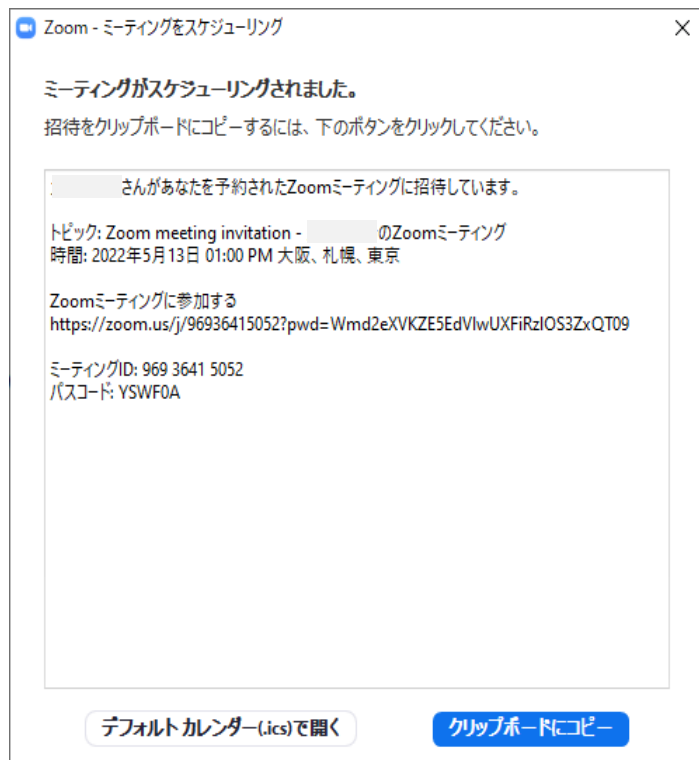 Zoom - ミーティングをスケジューリング
ミーティングがスケジューリングされました。
招待をクリップボードにコピーするには、下のボタンをクリックしてください。
さんがあなたを予約されたZoomミーティングに招待しています。
トピック: Zoom meeting invitation - のZoomミーティング
時間: 2022年5月13日 01:00 PM 大阪、札幌、東京
Zoomミーティングに参加する
https://zoom.us/j/96936415052?pwd=Wmd2eXVKZE5EdVIwUXFiRzlOS3ZxQT09
ミーティングID: 969 3641 5052
パスコード: YSWF0A
デフォルト カレンダー(.ics)で開く
クリップボードにコピー